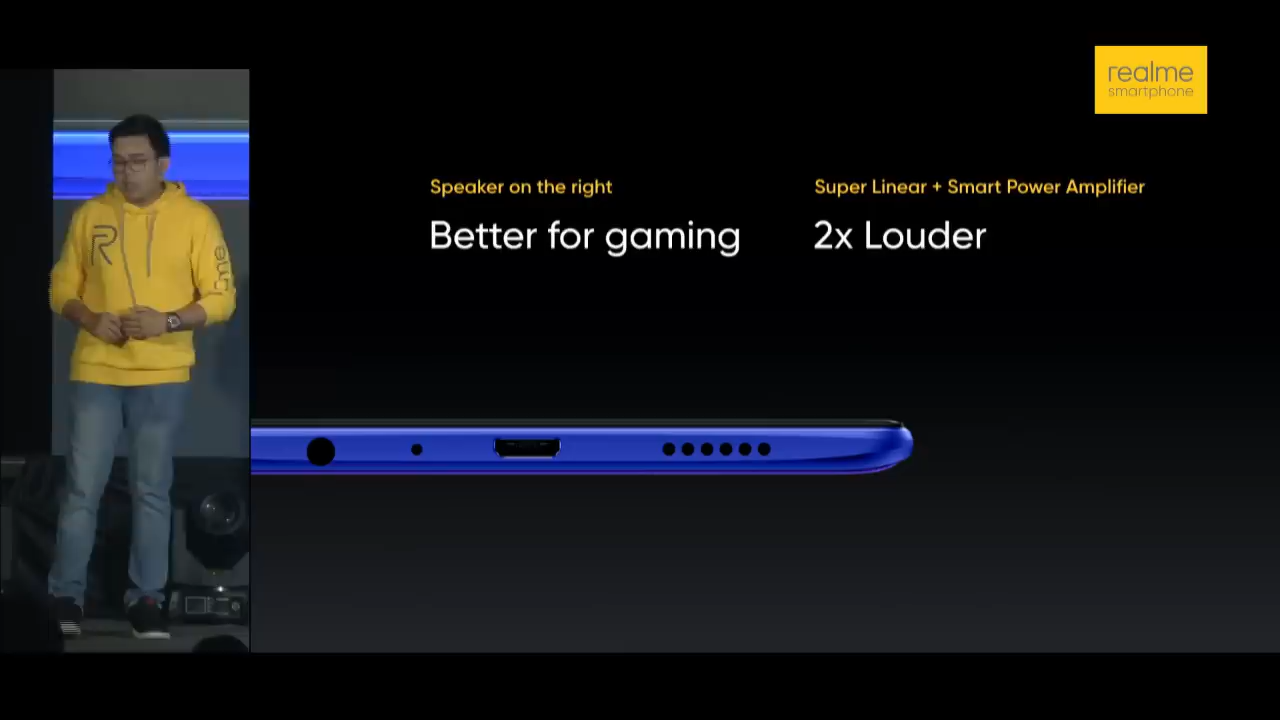 realme
smartphone
Speaker on the right
Better for gaming
Super Linear + Smart Power Amplifier
2x Louder
R